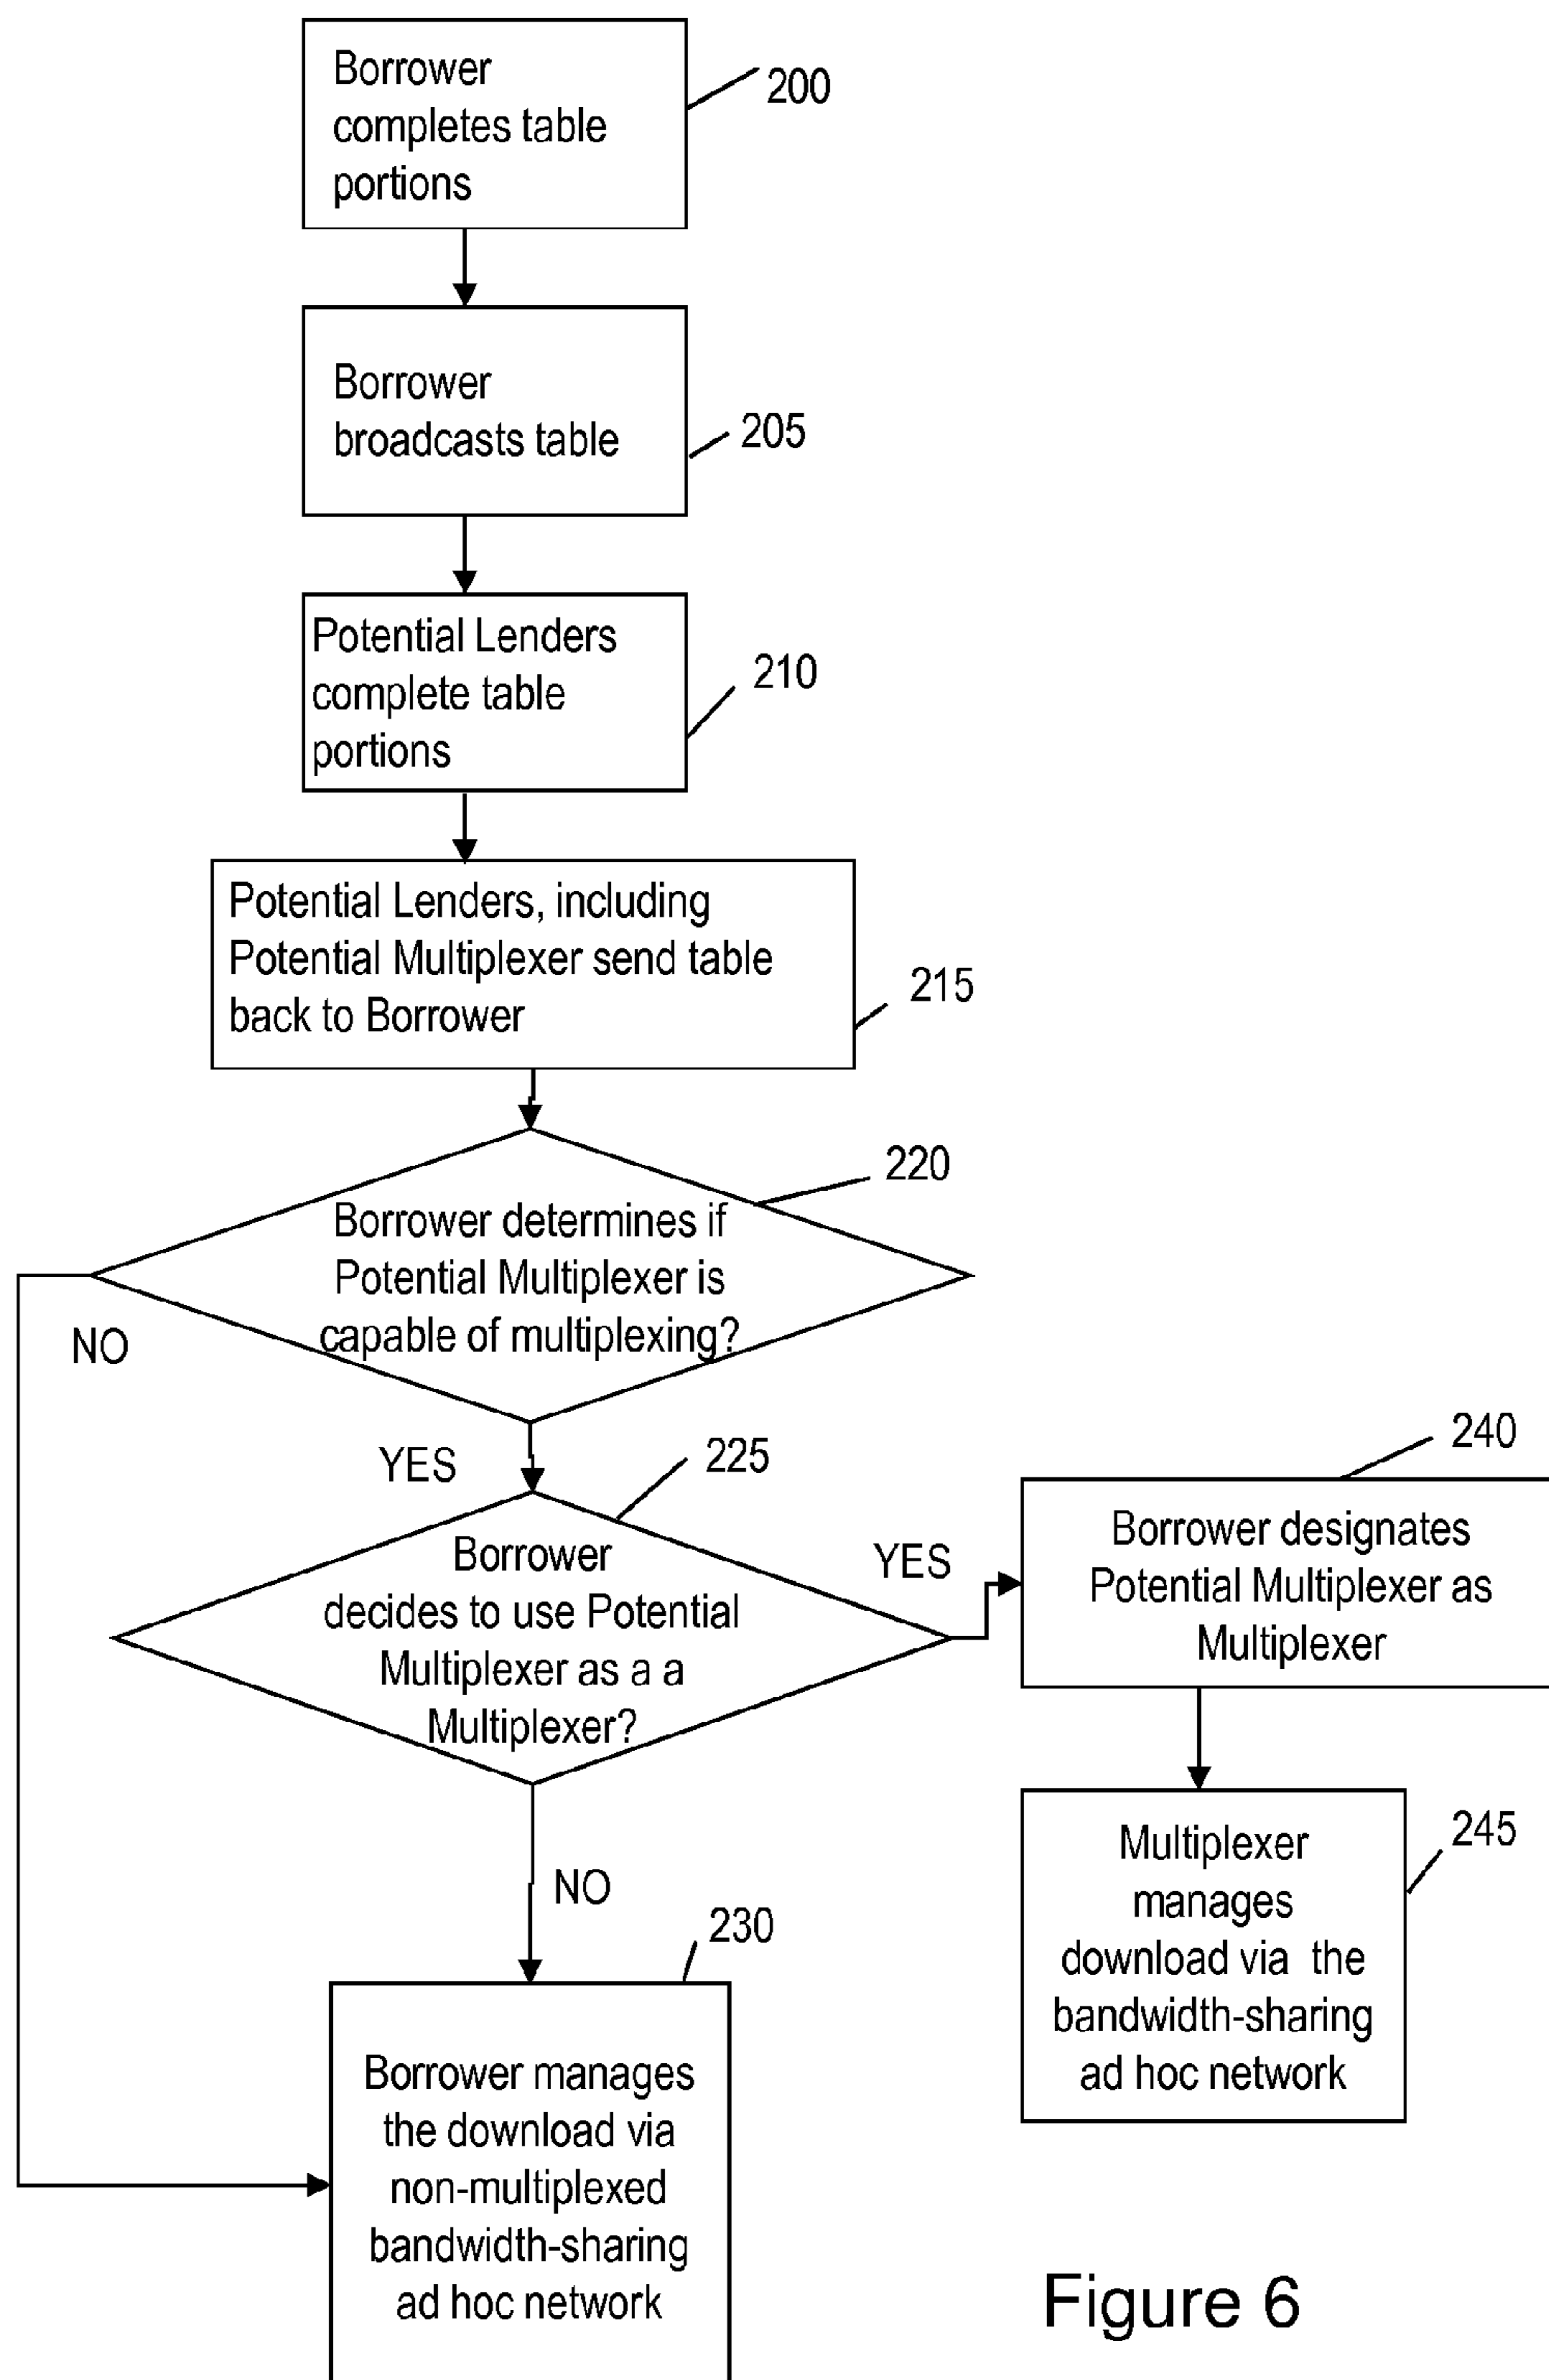 Borrower
completes table
portions
200
Borrower
broadcasts table
205
Potential Lenders
complete table
portions
210
Potential Lenders, including
Potential Multiplexer send table
back to Borrower
215
220
Borrower determines if
Potential Multiplexer is
capable of multiplexing?
NO
YES
225
Borrower
decides to use Potential
Multiplexer as a a
Multiplexer?
YES
240
Borrower designates
Potential Multiplexer as
Multiplexer
245
Multiplexer
manages
download via the
bandwidth-sharing
ad hoc network
NO
230
Borrower manages
the download via
non-multiplexed
bandwidth-sharing
ad hoc network
Figure 6